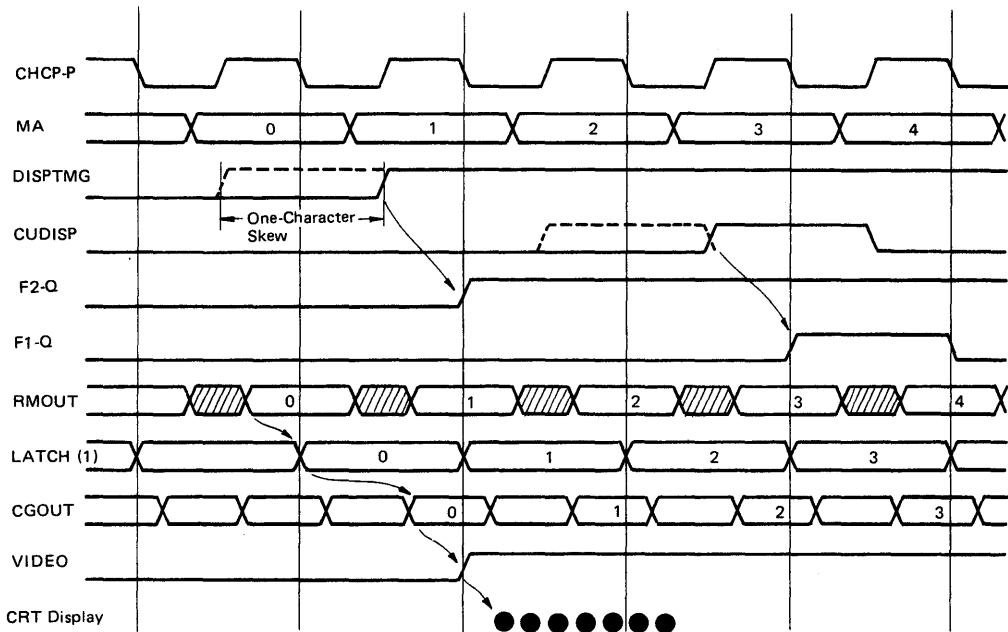 CHCP-P
MA 0 1 2 3 4
DISPTMG
One-Character
Skew
CUDISP
F2-Q
F1-Q
RMOUT 0 1 2 3 4
LATCH (1) 0 1 2 3
CGOUT 0 1 2 3
VIDEO
CRT Display